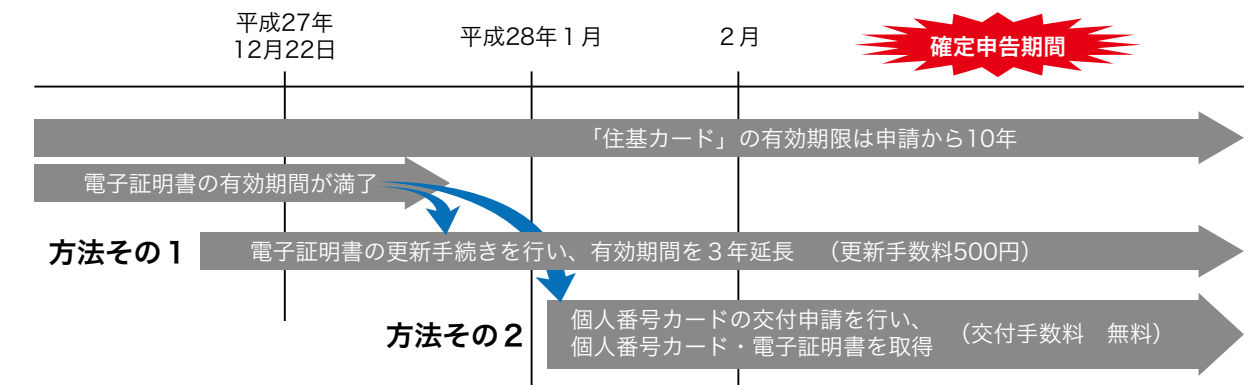 平成27年
12月22日
平成28年１月
２月
確定申告期間
「住基カード」の有効期限は申請から10年
電子証明書の有効期間が満了
方法その１
電子証明書の更新手続きを行い、有効期間を３年延長　（更新手数料500円）
方法その２
個人番号カードの交付申請を行い、
個人番号カード・電子証明書を取得
（交付手数料　無料）